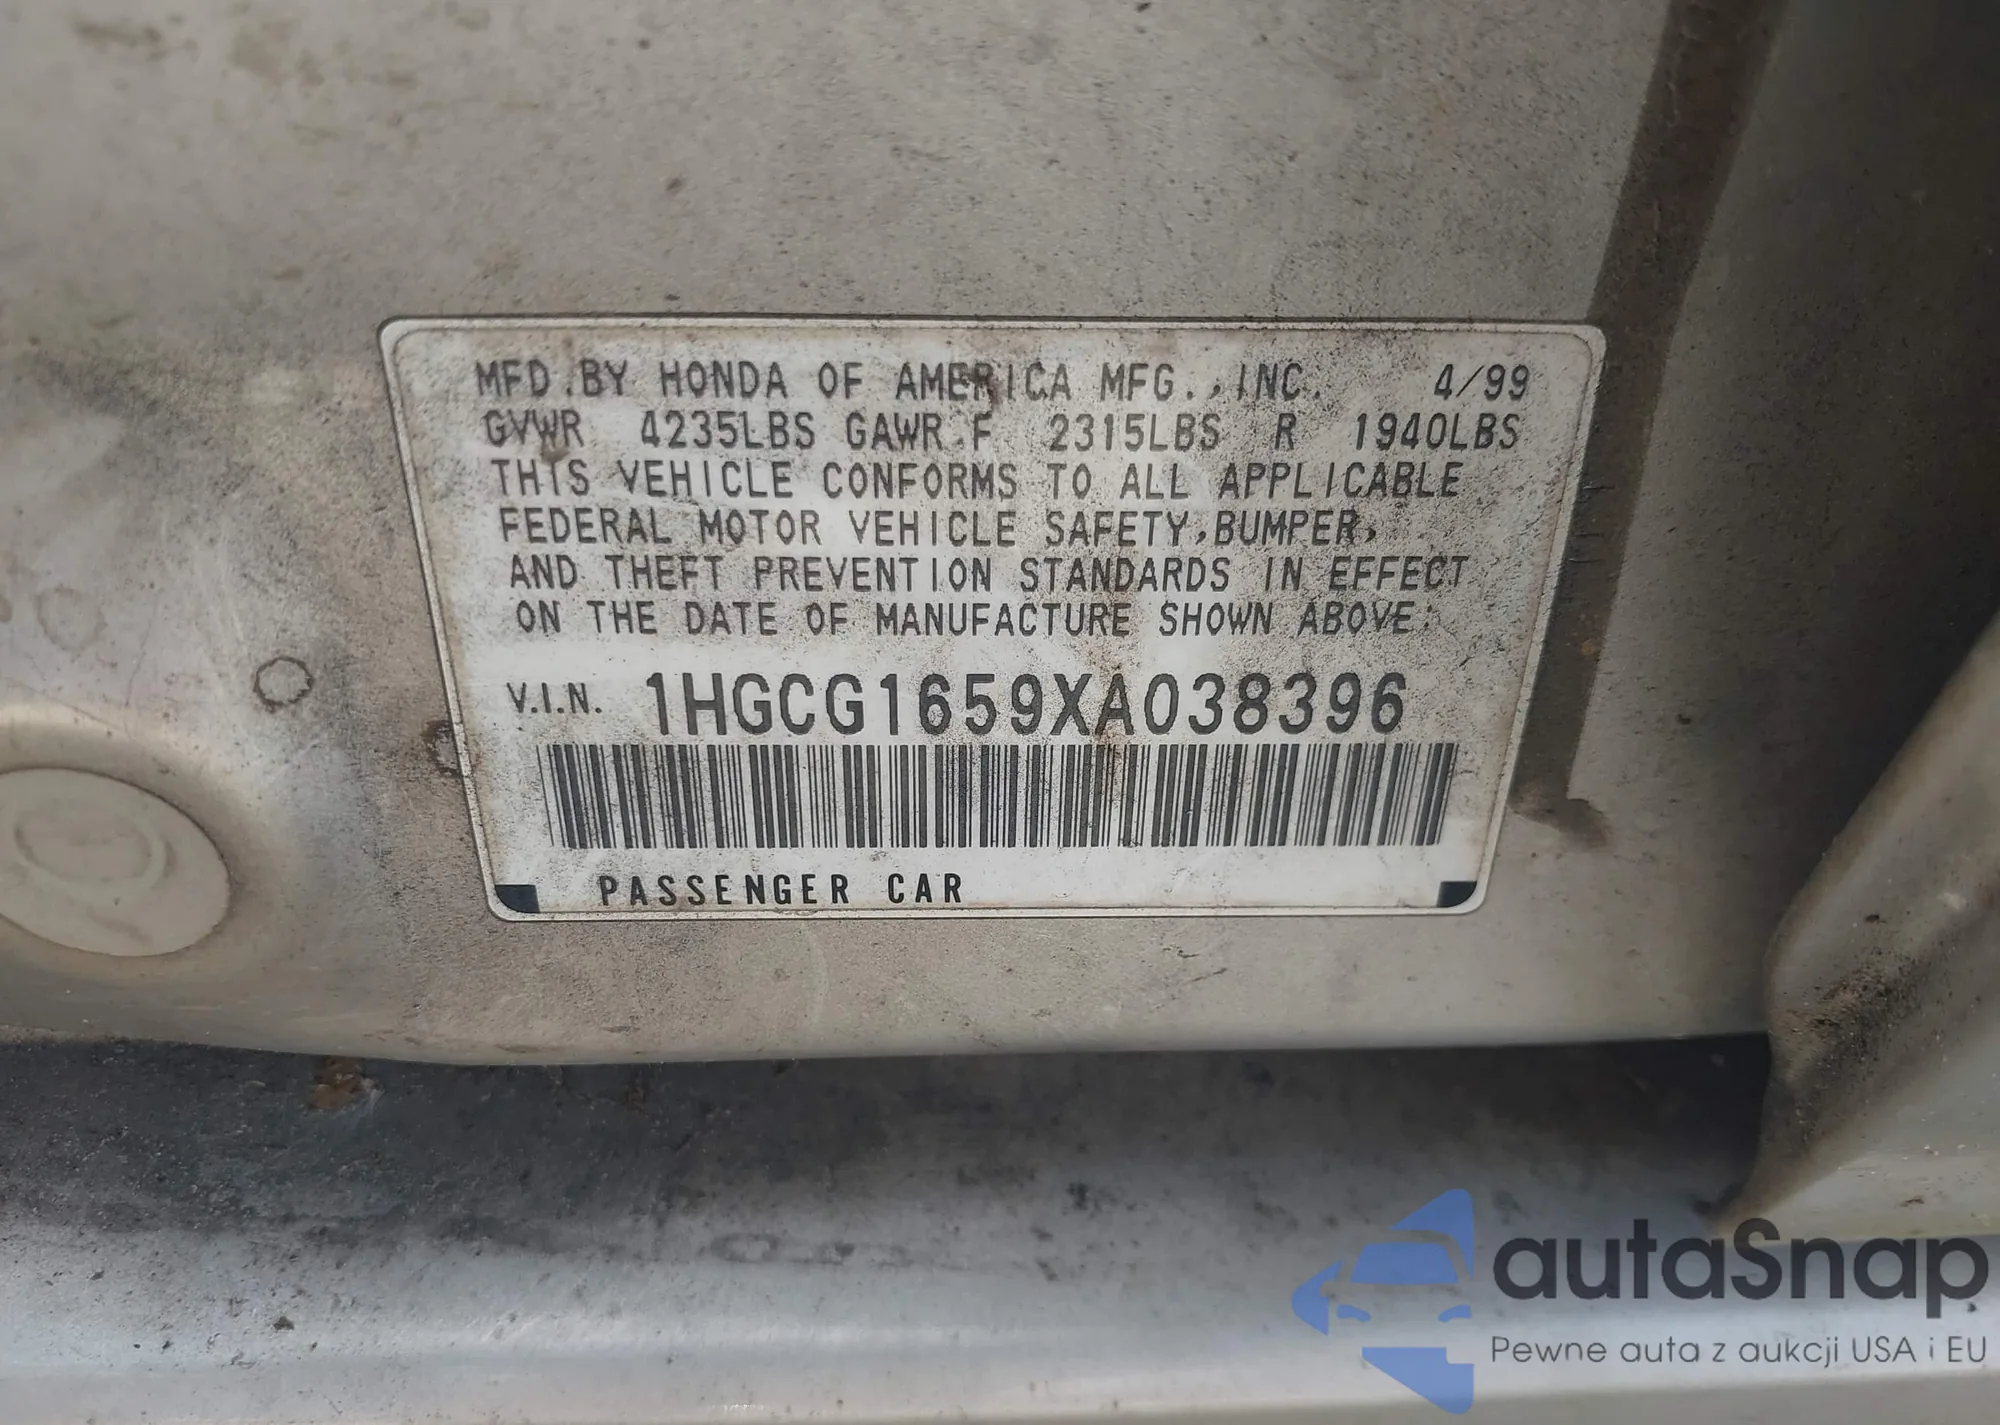 MFD.BY HONDA OF AMERICA MFG.,INC. 4/99
GVWR 4235LBS GAWR F 2315LBS R 1940LBS
THIS VEHICLE CONFORMS TO ALL APPLICABLE
FEDERAL MOTOR VEHICLE SAFETY,BUMPER,
AND THEFT PREVENTION STANDARDS IN EFFECT
ON THE DATE OF MANUFACTURE SHOWN ABOVE.
V.I.N. 1HGCG1659XA038396
PASSENGER CAR
autaSnap
Pewne auta z aukcji USA i EU